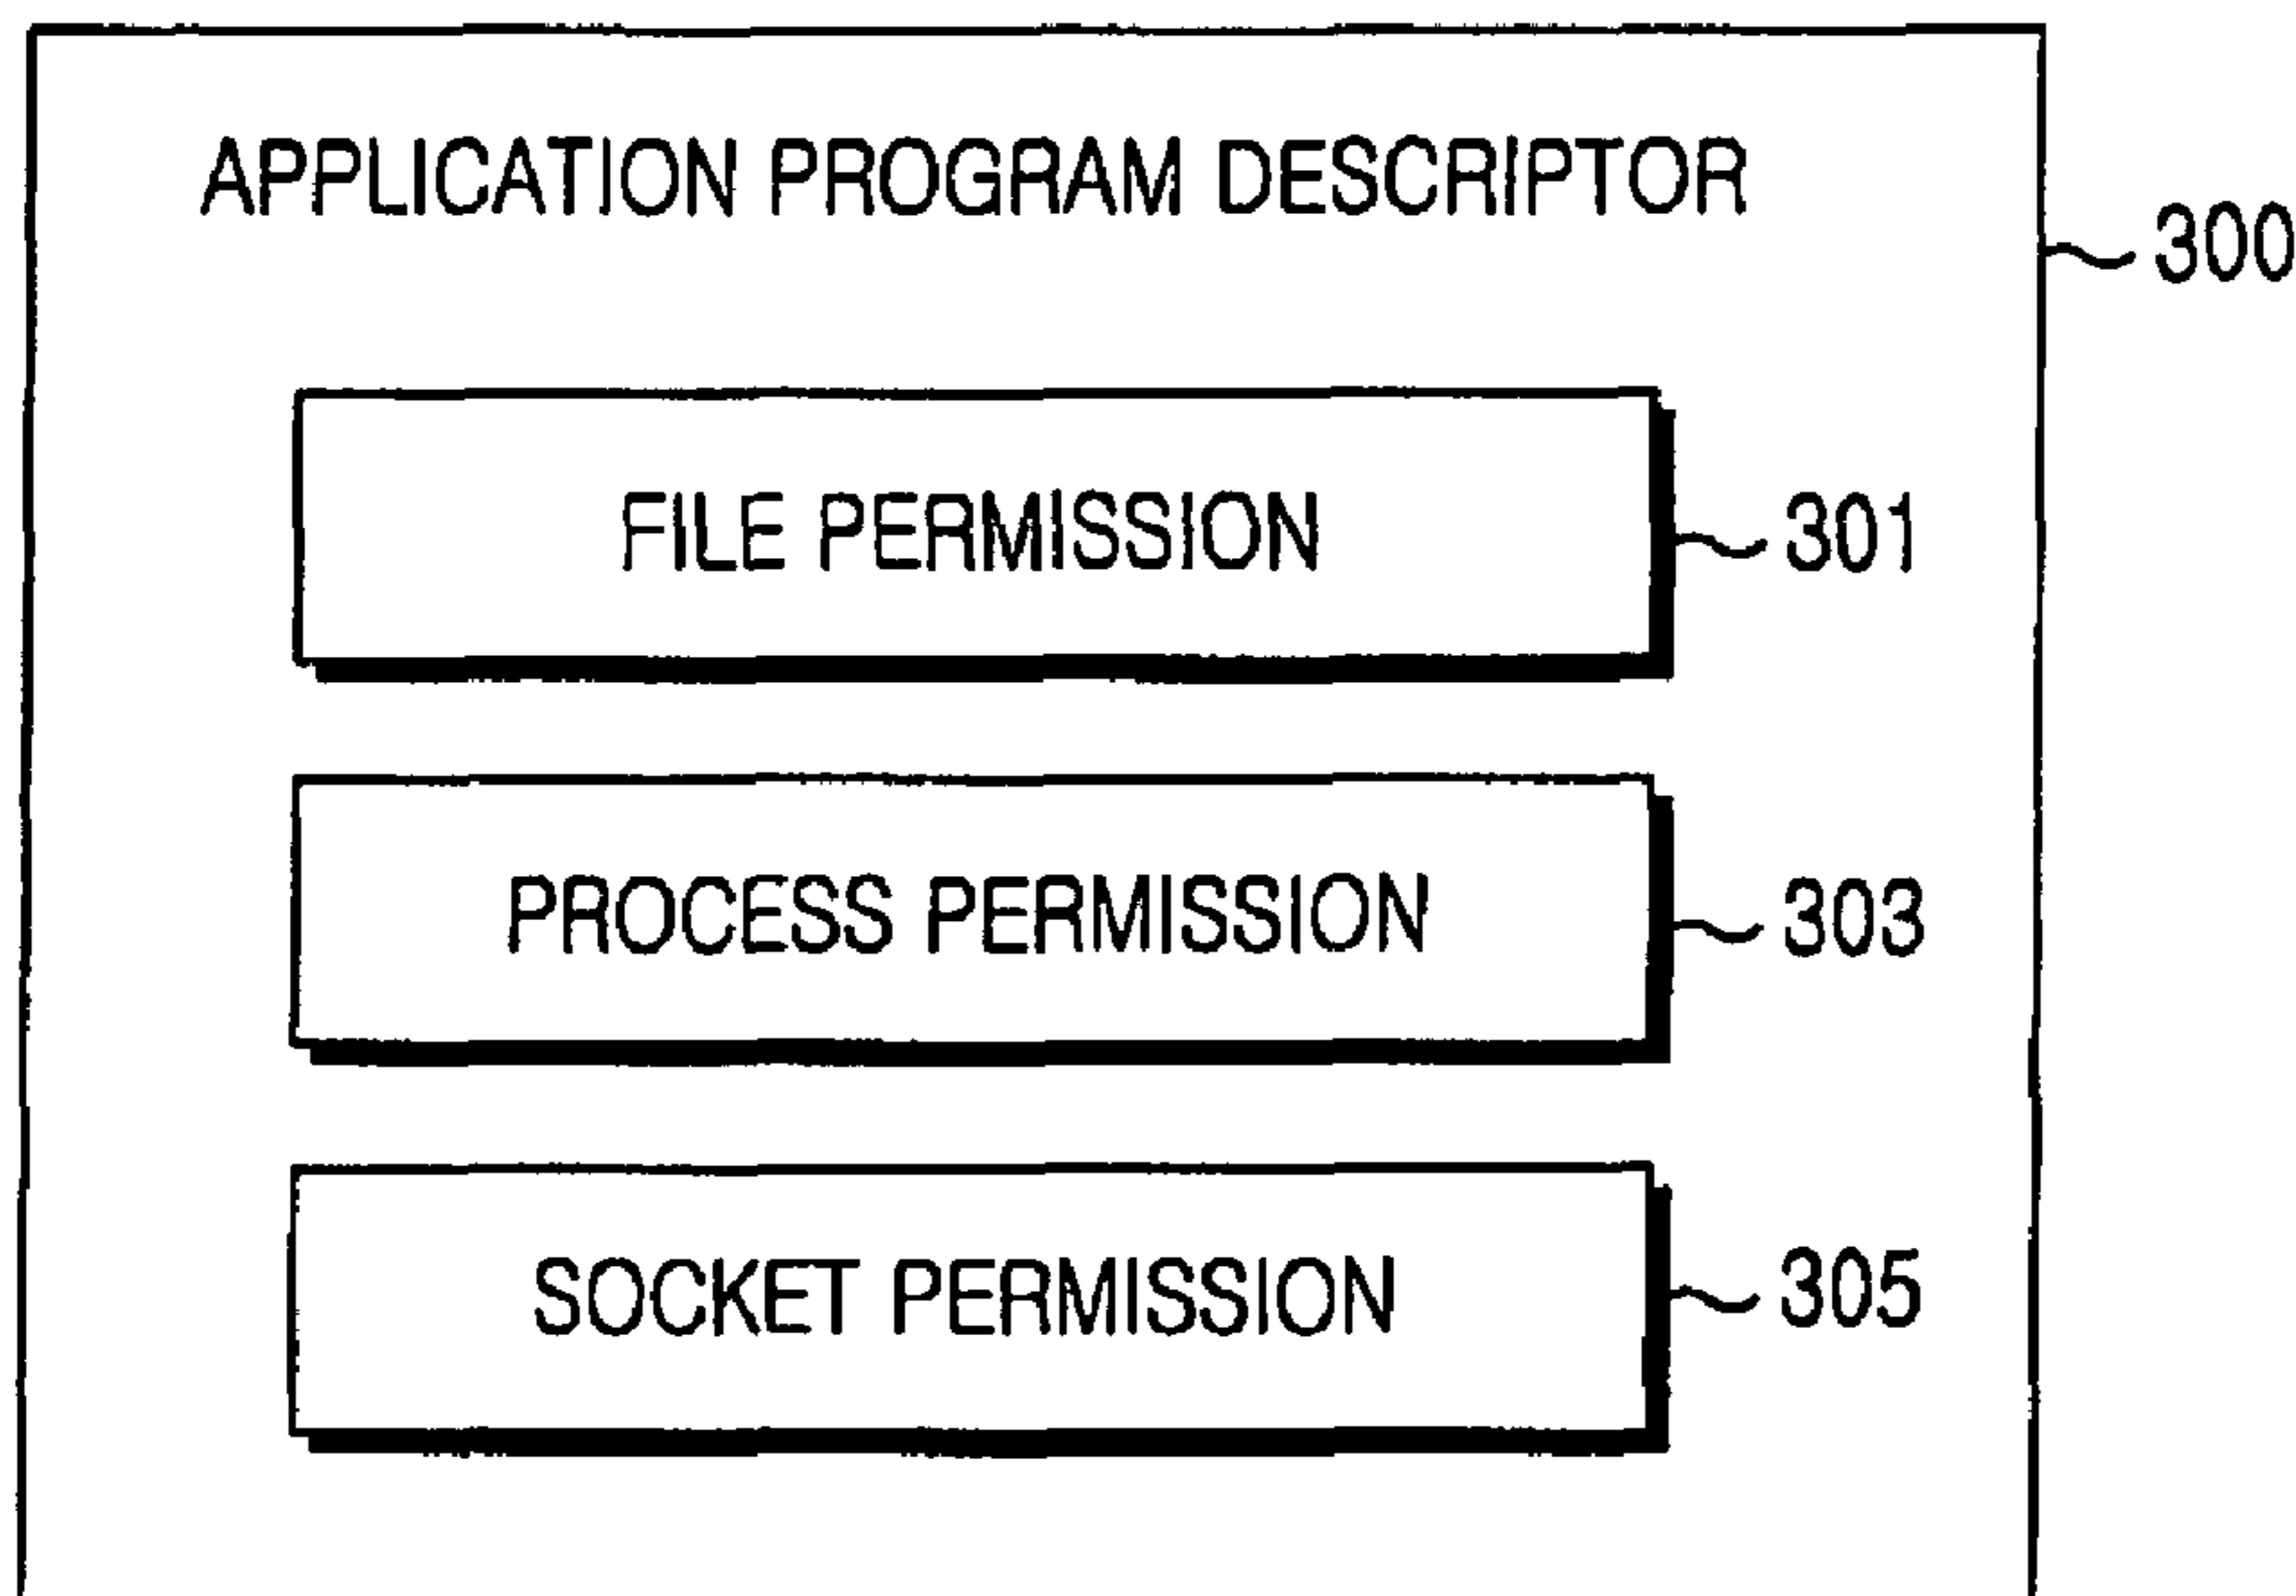 APPLICATION PROGRAM DESCRIPTOR
300
FILE PERMISSION
301
PROCESS PERMISSION
303
SOCKET PERMISSION
305